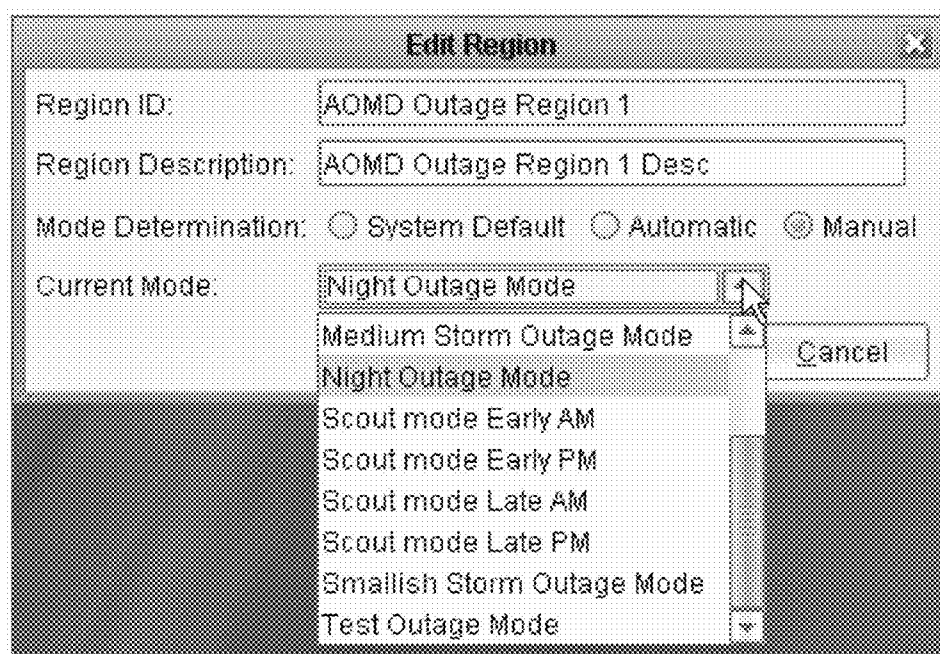 Edit Region
Region ID: AOMD Outage Region 1
Region Description: AOMD Outage Region 1 Desc
Mode Determination: System Default Automatic Manual
Current Mode: Night Outage Mode
Medium Storm Outage Mode
Cancel
Night Outage Mode
Scout mode Early AM
Scout mode Early PM
Scout mode Late AM
Scout mode Late PM
Smallish Storm Outage Mode
Test Outage Mode